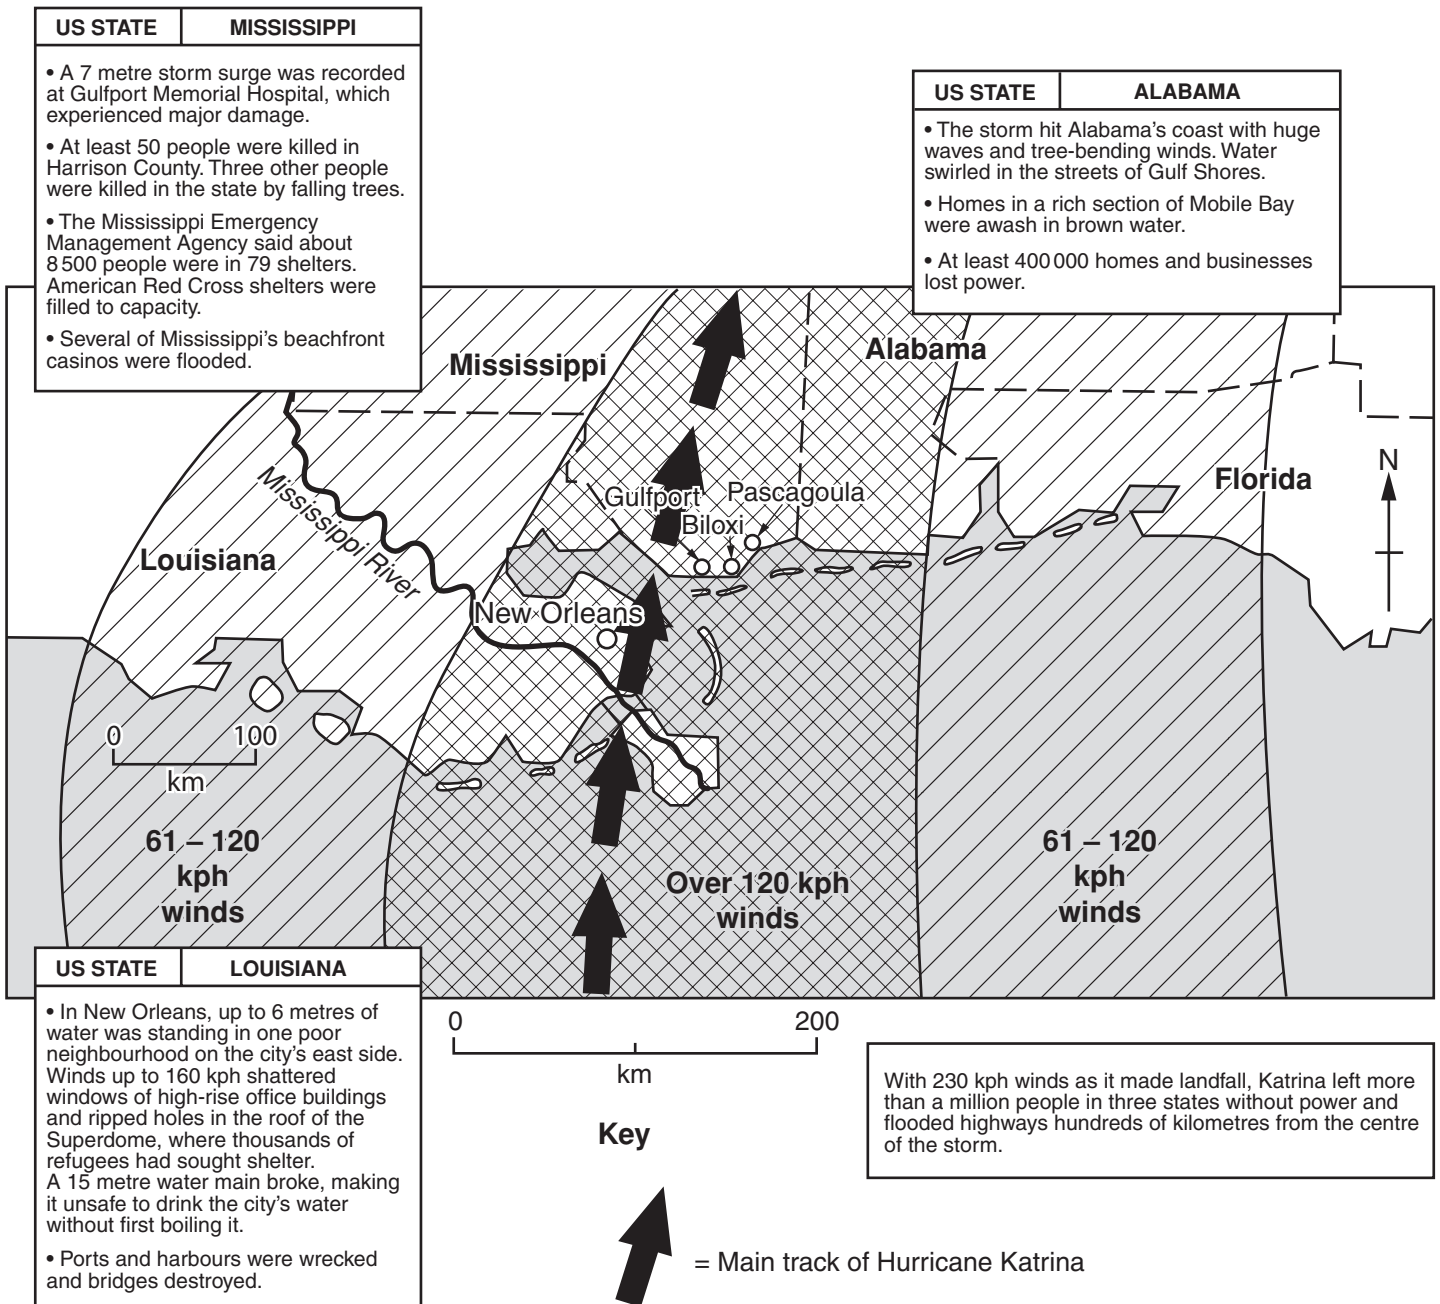 US STATE MISSISSIPPI
• A 7 metre storm surge was recorded
at Gulfport Memorial Hospital, which
experienced major damage.
• At least 50 people were killed in
Harrison County. Three other people
were killed in the state by falling trees.
• The Mississippi Emergency
Management Agency said about
8 500 people were in 79 shelters.
American Red Cross shelters were
filled to capacity.
• Several of Mississippi's beachfront
casinos were flooded.
US STATE ALABAMA
• The storm hit Alabama's coast with huge
waves and tree-bending winds. Water
swirled in the streets of Gulf Shores.
• Homes in a rich section of Mobile Bay
were awash in brown water.
• At least 400 000 homes and businesses
lost power.
Mississippi
Alabama
Florida
N
Louisiana
Mississippi River
Gulfport
Pascagoula
Biloxi
New Orleans
0 100
km
61 – 120
kph
winds
Over 120 kph
winds
61 – 120
kph
winds
US STATE LOUISIANA
• In New Orleans, up to 6 metres of
water was standing in one poor
neighbourhood on the city's east side.
Winds up to 160 kph shattered
windows of high-rise office buildings
and ripped holes in the roof of the
Superdome, where thousands of
refugees had sought shelter.
A 15 metre water main broke, making
it unsafe to drink the city's water
without first boiling it.
• Ports and harbours were wrecked
and bridges destroyed.
0 200
km
With 230 kph winds as it made landfall, Katrina left more
than a million people in three states without power and
flooded highways hundreds of kilometres from the centre
of the storm.
Key
= Main track of Hurricane Katrina